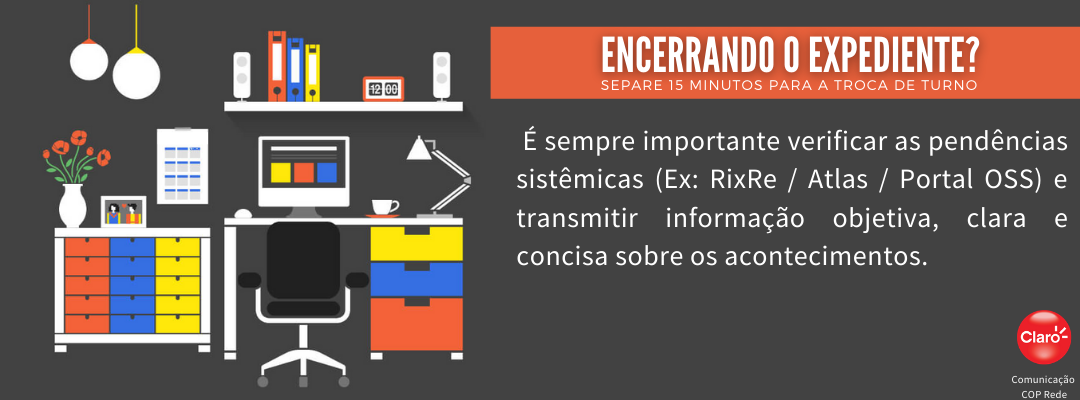 12:00
ENCERRANDO O EXPEDIENTE?
SEPARE 15 MINUTOS PARA A TROCA DE TURNO
É sempre importante verificar as pendências
sistêmicas (Ex: RixRe / Atlas / Portal OSS) e
transmitir informação objetiva, clara e
concisa sobre os acontecimentos.
Claro
Comunicação
COP Rede